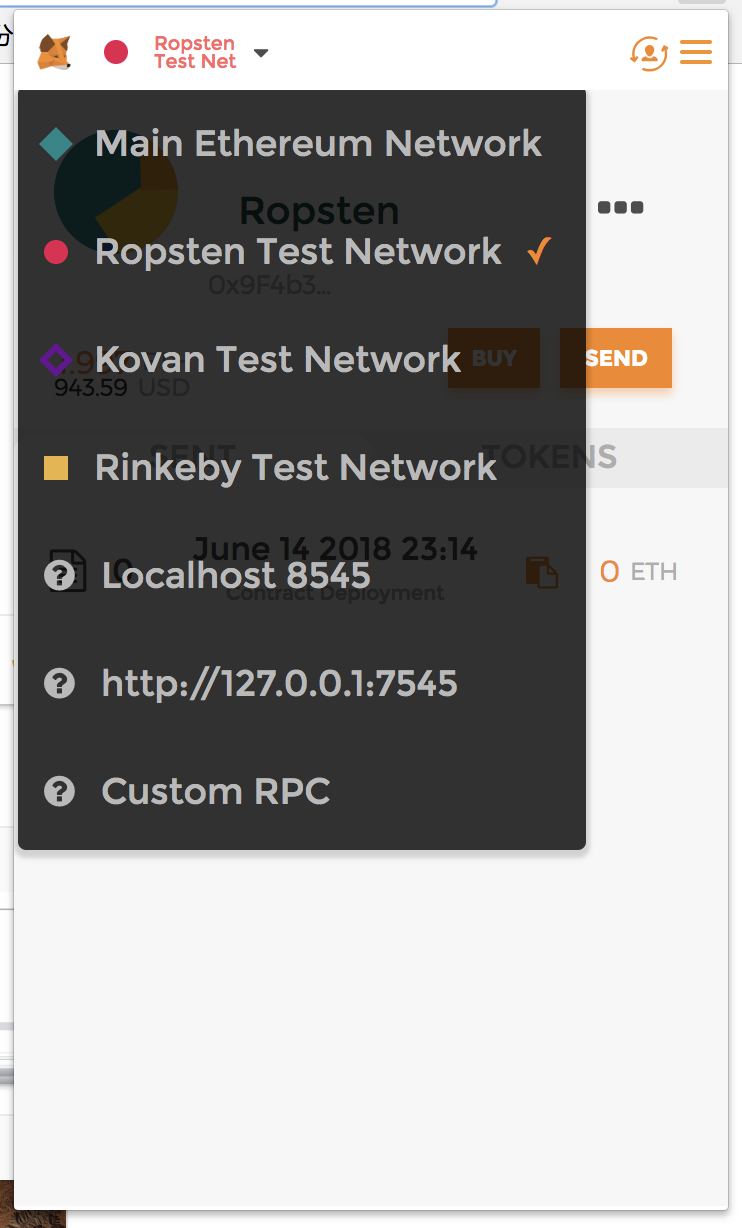 Ropsten
Test Net
Main Ethereum Network
Ropsten
Ropsten Test Network
0x9F4b3...
Kovan Test Network
BUY
SEND
943.59 USD
SENT
TOKENS
Rinkeby Test Network
June 14 2018 23:14
0
Localhost 8545
0 ETH
Contract Deployment
http://127.0.0.1:7545
Custom RPC